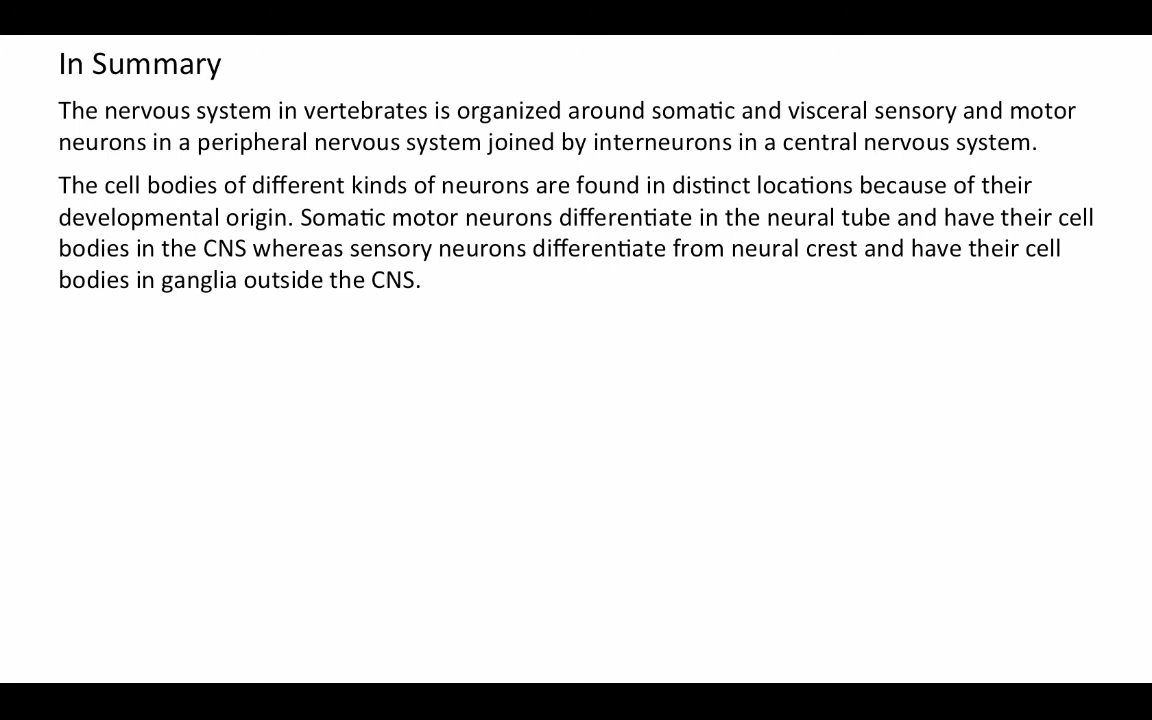 In Summary
The nervous system in vertebrates is organized around somatic and visceral sensory and motor
neurons in a peripheral nervous system joined by interneurons in a central nervous system.
The cell bodies of different kinds of neurons are found in distinct locations because of their
developmental origin. Somatic motor neurons differentiate in the neural tube and have their cell
bodies in the CNS whereas sensory neurons differentiate from neural crest and have their cell
bodies in ganglia outside the CNS.